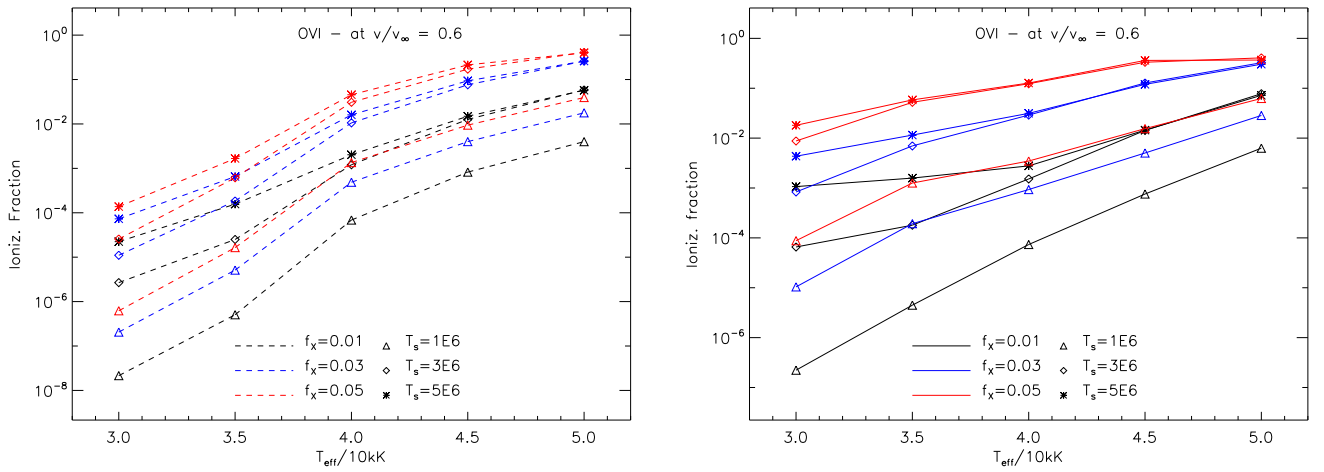 OVI – at v/v∞ = 0.6
Ioniz. Fraction
10^0
10^-2
10^-4
10^-6
10^-8
f_X=0.01 T_s=1E6
f_X=0.03 T_s=3E6
f_X=0.05 T_s=5E6
3.0 3.5 4.0 4.5 5.0
T_eff/10kK
OVI – at v/v∞ = 0.6
Ioniz. fraction
10^0
10^-2
10^-4
10^-6
f_X=0.01 T_s=1E6
f_X=0.03 T_s=3E6
f_X=0.05 T_s=5E6
3.0 3.5 4.0 4.5 5.0
T_eff/10kK